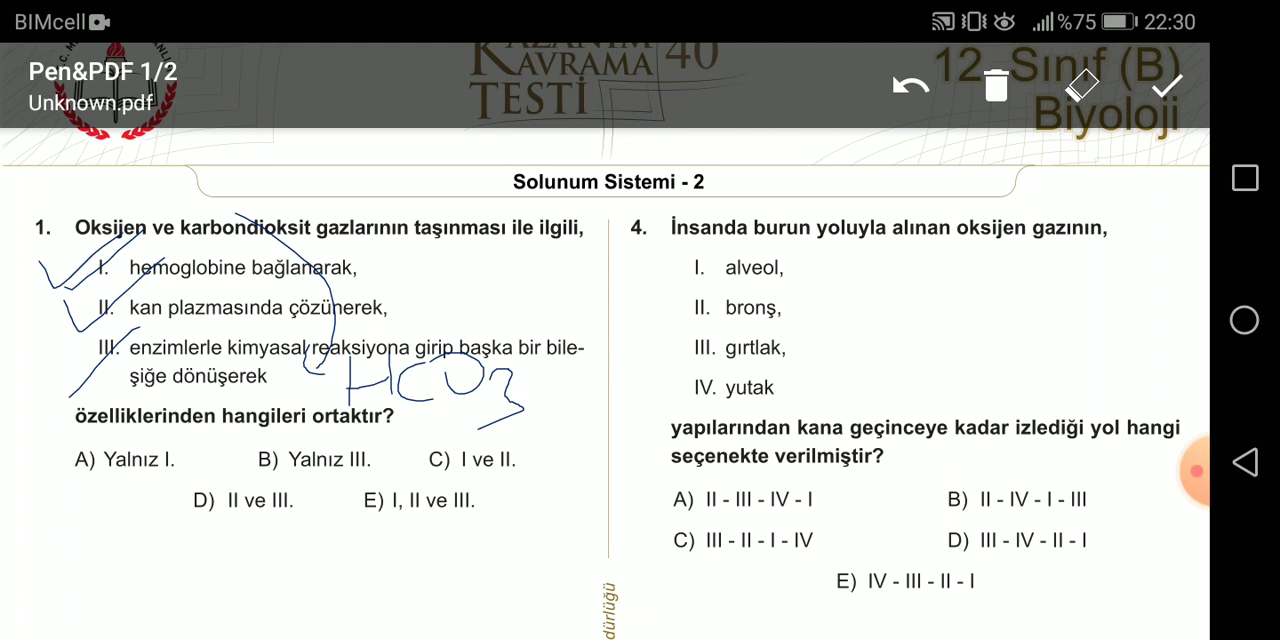 BIMcell
%75 22:30
Pen&PDF 1/2
Unknown.pdf
KAZANIM
KAVRAMA
TESTİ
40
12. Sınıf (B)
Biyoloji
Solunum Sistemi - 2
1. Oksijen ve karbondioksit gazlarının taşınması ile ilgili,
I. hemoglobine bağlanarak,
II. kan plazmasında çözünerek,
III. enzimlerle kimyasal reaksiyona girip başka bir bile-
şiğe dönüşerek
HCO3
özelliklerinden hangileri ortaktır?
A) Yalnız I. B) Yalnız III. C) I ve II.
D) II ve III. E) I, II ve III.
4. İnsanda burun yoluyla alınan oksijen gazının,
I. alveol,
II. bronş,
III. gırtlak,
IV. yutak
yapılarından kana geçinceye kadar izlediği yol hangi
seçenekte verilmiştir?
A) II - III - IV - I B) II - IV - I - III
C) III - II - I - IV D) III - IV - II - I
E) IV - III - II - I
dürlüğü